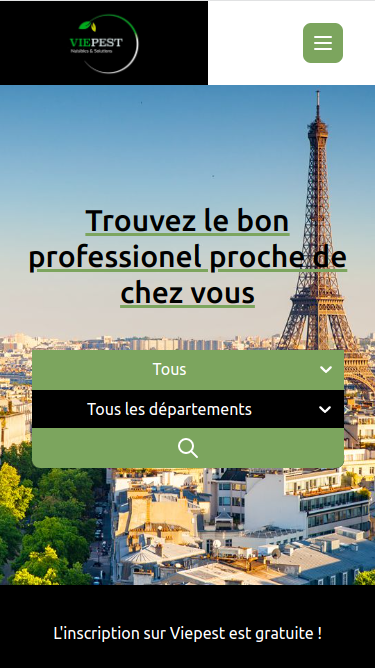 VIEPEST
Nuisibles & Solutions
Trouvez le bon
professionel proche de
chez vous
Tous
Tous les départements
L'inscription sur Viepest est gratuite !